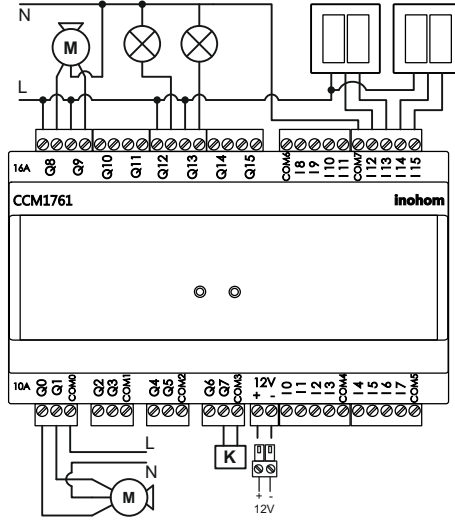 N
M
L
16A Q8 Q9 Q10 Q11 Q12 Q13 Q14 Q15 COM6 I8 I9 I10 I11 COM7 I12 I13 I14 I15
CCM1761 inohom
10A Q0 Q1 COM0 Q2 Q3 COM1 Q4 Q5 COM2 Q6 Q7 COM3 12V I0 I1 I2 I3 COM4 I4 I5 I6 I7 COM5
+ -
K
L
N
M
+ -
12V